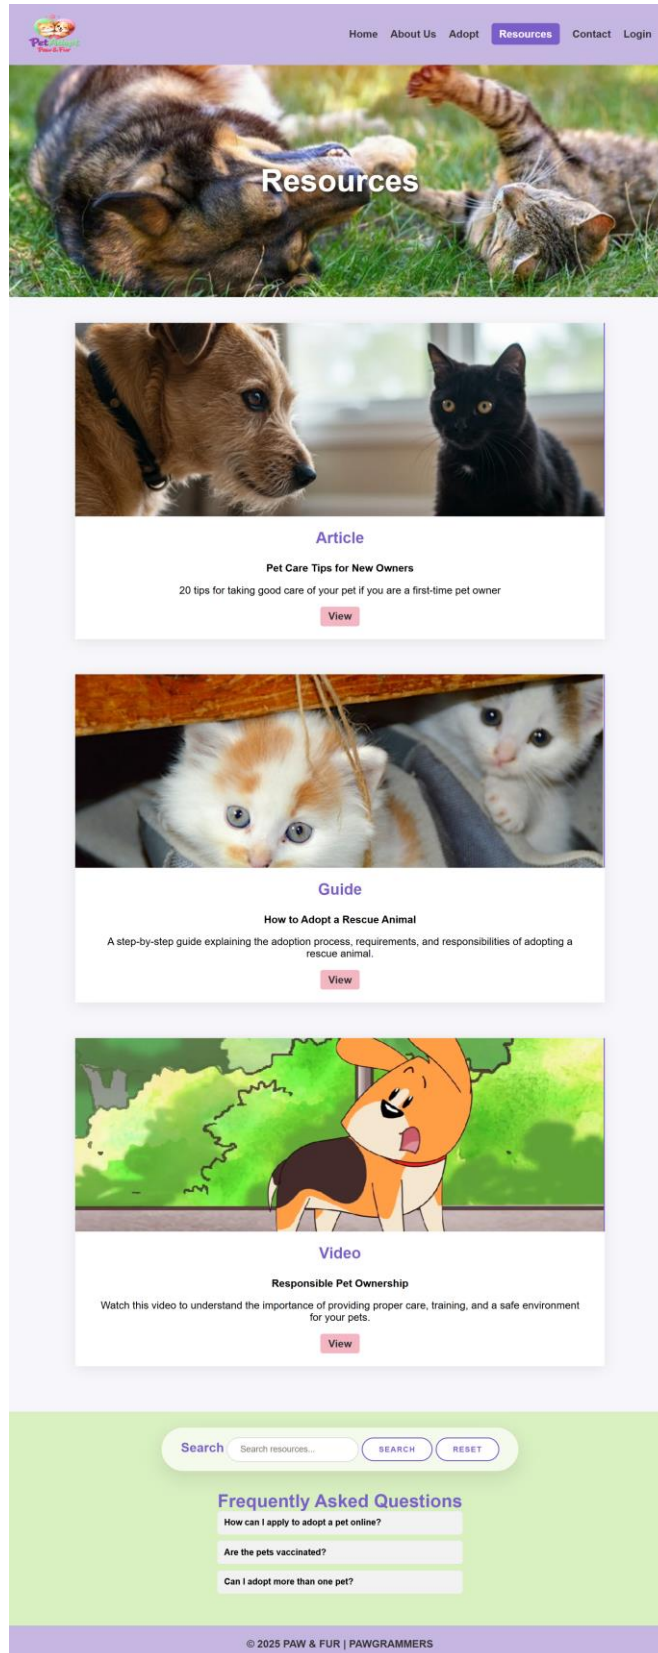 PetAdopt
Paw & Fur
Home About Us Adopt Resources Contact Login
Resources
Article
Pet Care Tips for New Owners
20 tips for taking good care of your pet if you are a first-time pet owner
View
Guide
How to Adopt a Rescue Animal
A step-by-step guide explaining the adoption process, requirements, and responsibilities of adopting a
rescue animal.
View
Video
Responsible Pet Ownership
Watch this video to understand the importance of providing proper care, training, and a safe environment
for your pets.
View
Search Search resources... SEARCH RESET
Frequently Asked Questions
How can I apply to adopt a pet online?
Are the pets vaccinated?
Can I adopt more than one pet?
© 2025 PAW & FUR | PAWGRAMMERS